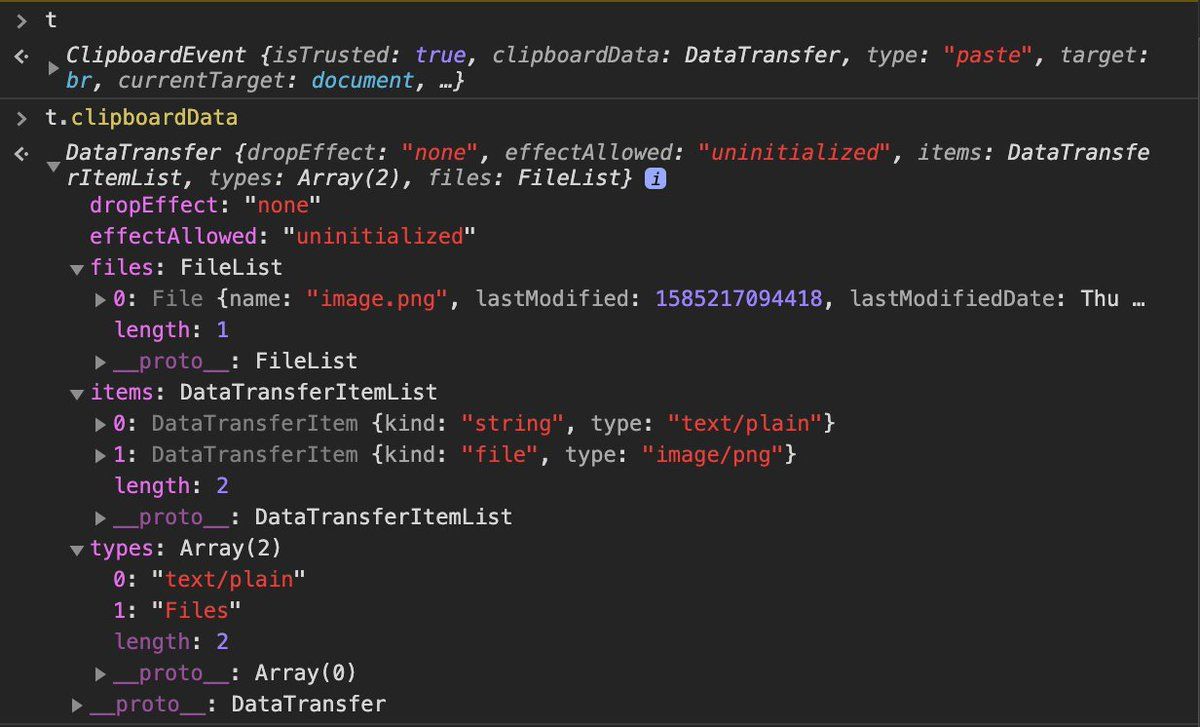 > t
<· ▶ ClipboardEvent {isTrusted: true, clipboardData: DataTransfer, type: "paste", target:
br, currentTarget: document, …}
> t.clipboardData
<· ▼ DataTransfer {dropEffect: "none", effectAllowed: "uninitialized", items: DataTransfe
rItemList, types: Array(2), files: FileList} i
dropEffect: "none"
effectAllowed: "uninitialized"
▼ files: FileList
▶ 0: File {name: "image.png", lastModified: 1585217094418, lastModifiedDate: Thu …
length: 1
▶ __proto__: FileList
▼ items: DataTransferItemList
▶ 0: DataTransferItem {kind: "string", type: "text/plain"}
▶ 1: DataTransferItem {kind: "file", type: "image/png"}
length: 2
▶ __proto__: DataTransferItemList
▼ types: Array(2)
0: "text/plain"
1: "Files"
length: 2
▶ __proto__: Array(0)
▶ __proto__: DataTransfer